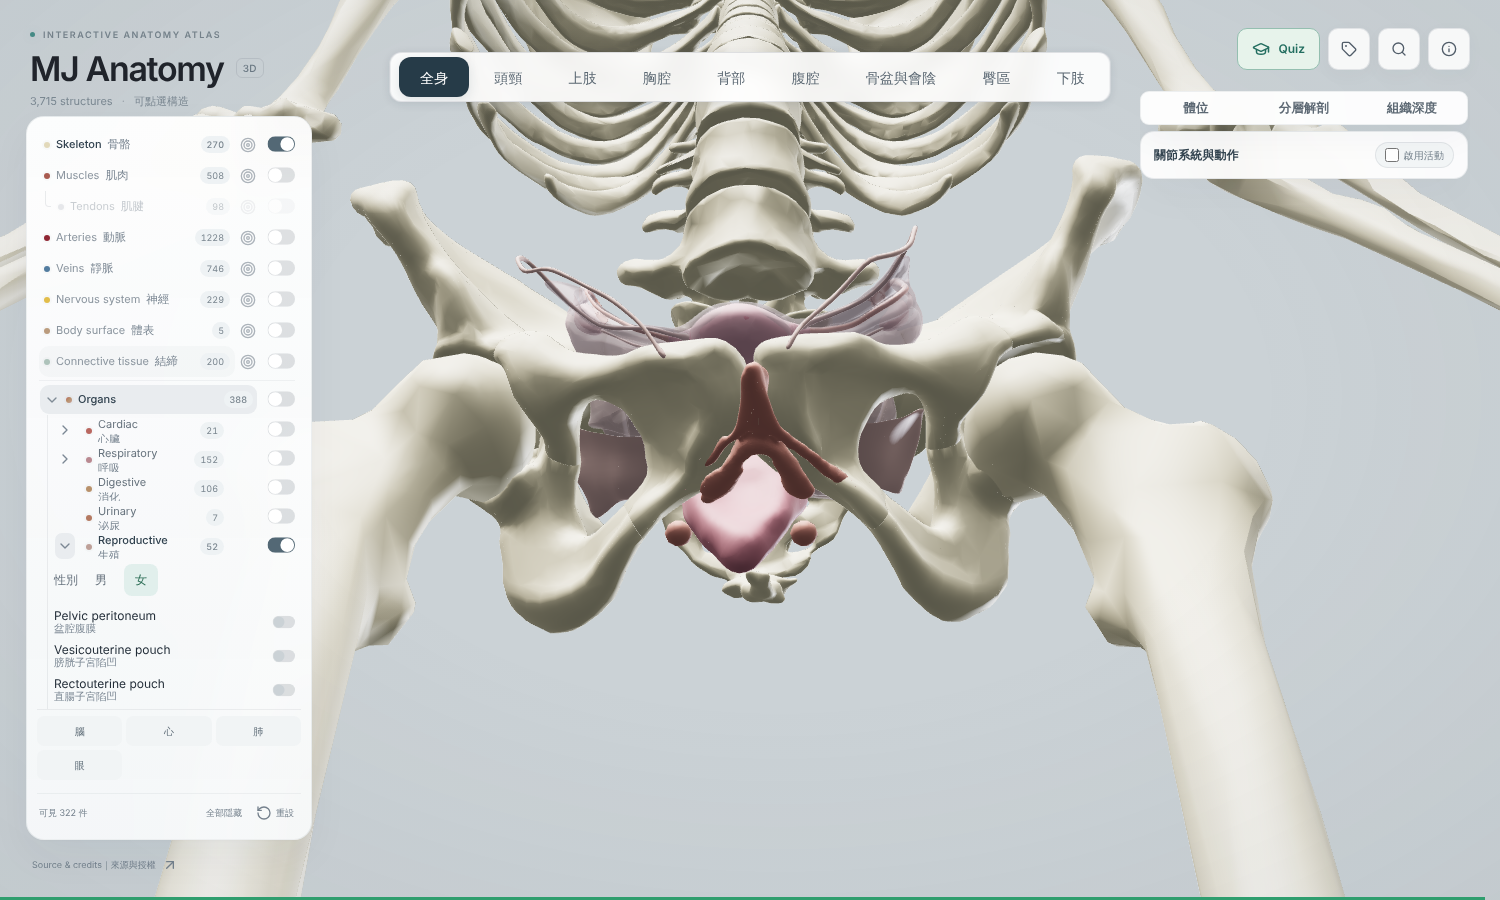 INTERACTIVE ANATOMY ATLAS
MJ Anatomy 3D
3,715 structures · 可點選構造
全身 頭頸 上肢 胸腔 背部 腹腔 骨盆與會陰 臀區 下肢
Quiz
體位 分層解剖 組織深度
關節系統與動作 啟用活動
Skeleton 骨骼 270
Muscles 肌肉 508
Tendons 肌腱 98
Arteries 動脈 1228
Veins 靜脈 746
Nervous system 神經 229
Body surface 體表 5
Connective tissue 結締 200
Organs 388
Cardiac 21
心臟
Respiratory 152
呼吸
Digestive 106
消化
Urinary 7
泌尿
Reproductive 52
生殖
性別 男 女
Pelvic peritoneum
盆腔腹膜
Vesicouterine pouch
膀胱子宮陷凹
Rectouterine pouch
直腸子宮陷凹
腦 心 肺
眼
可見 322 件 全部隱藏 重設
Source & credits | 來源與授權